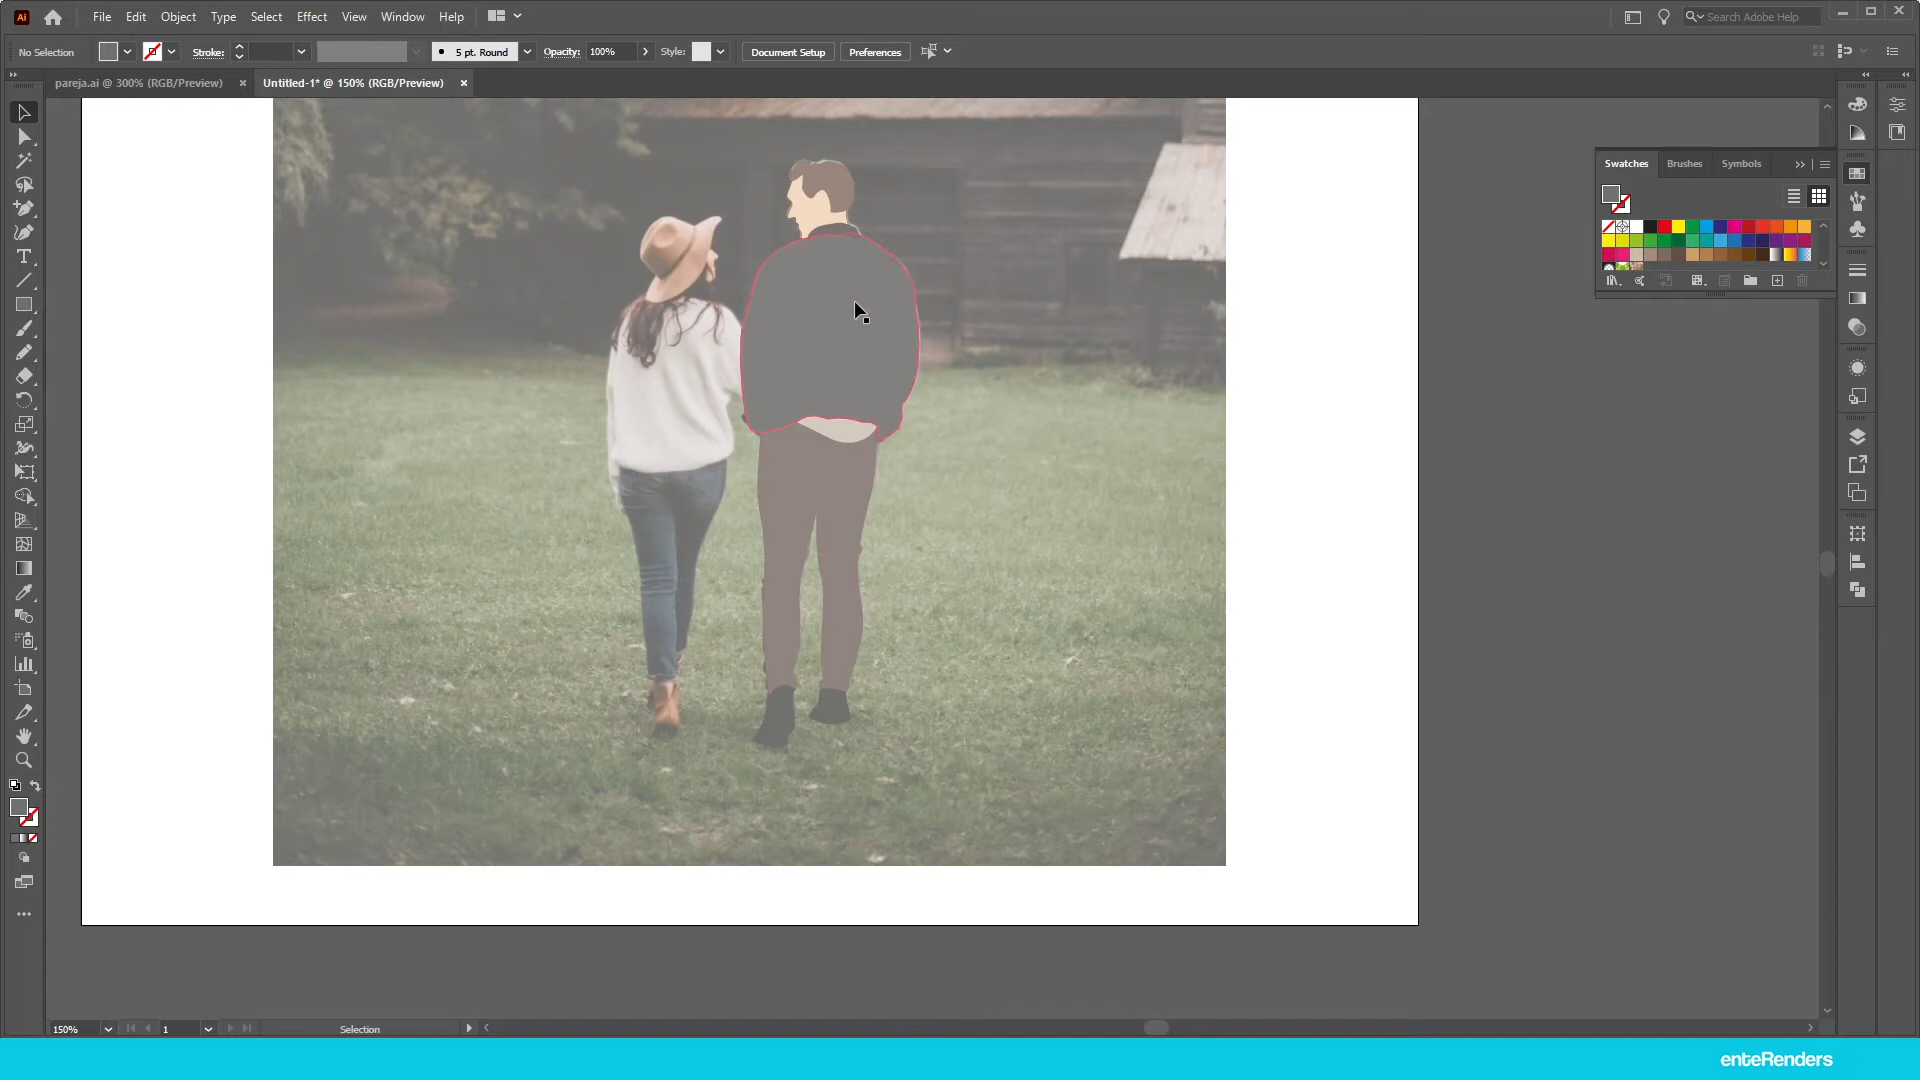 Ai File Edit Object Type Select Effect View Window Help Search Adobe Help
No Selection Stroke: 5 pt. Round Opacity: 100% Style: Document Setup Preferences
pareja.ai @ 300% (RGB/Preview) Untitled-1* @ 150% (RGB/Preview)
Swatches Brushes Symbols
150% 1 Selection
enteRenders